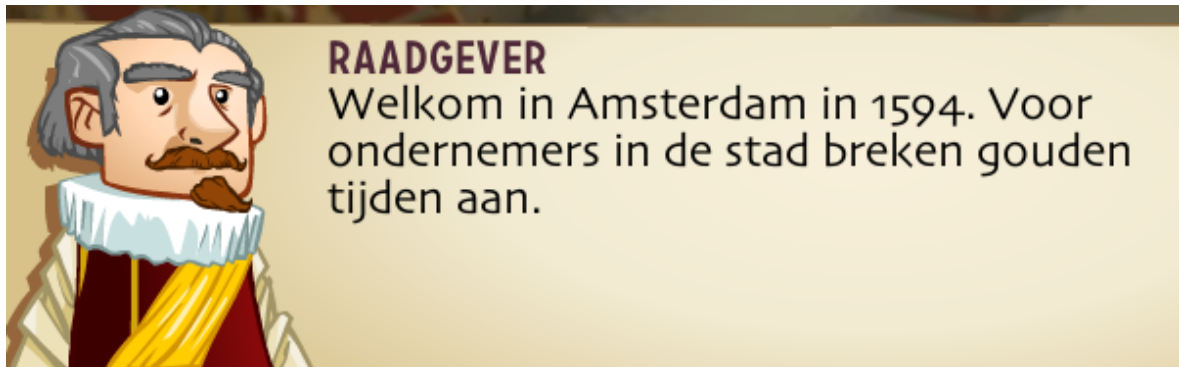 RAADGEVER
Welkom in Amsterdam in 1594. Voor
ondernemers in de stad breken gouden
tijden aan.